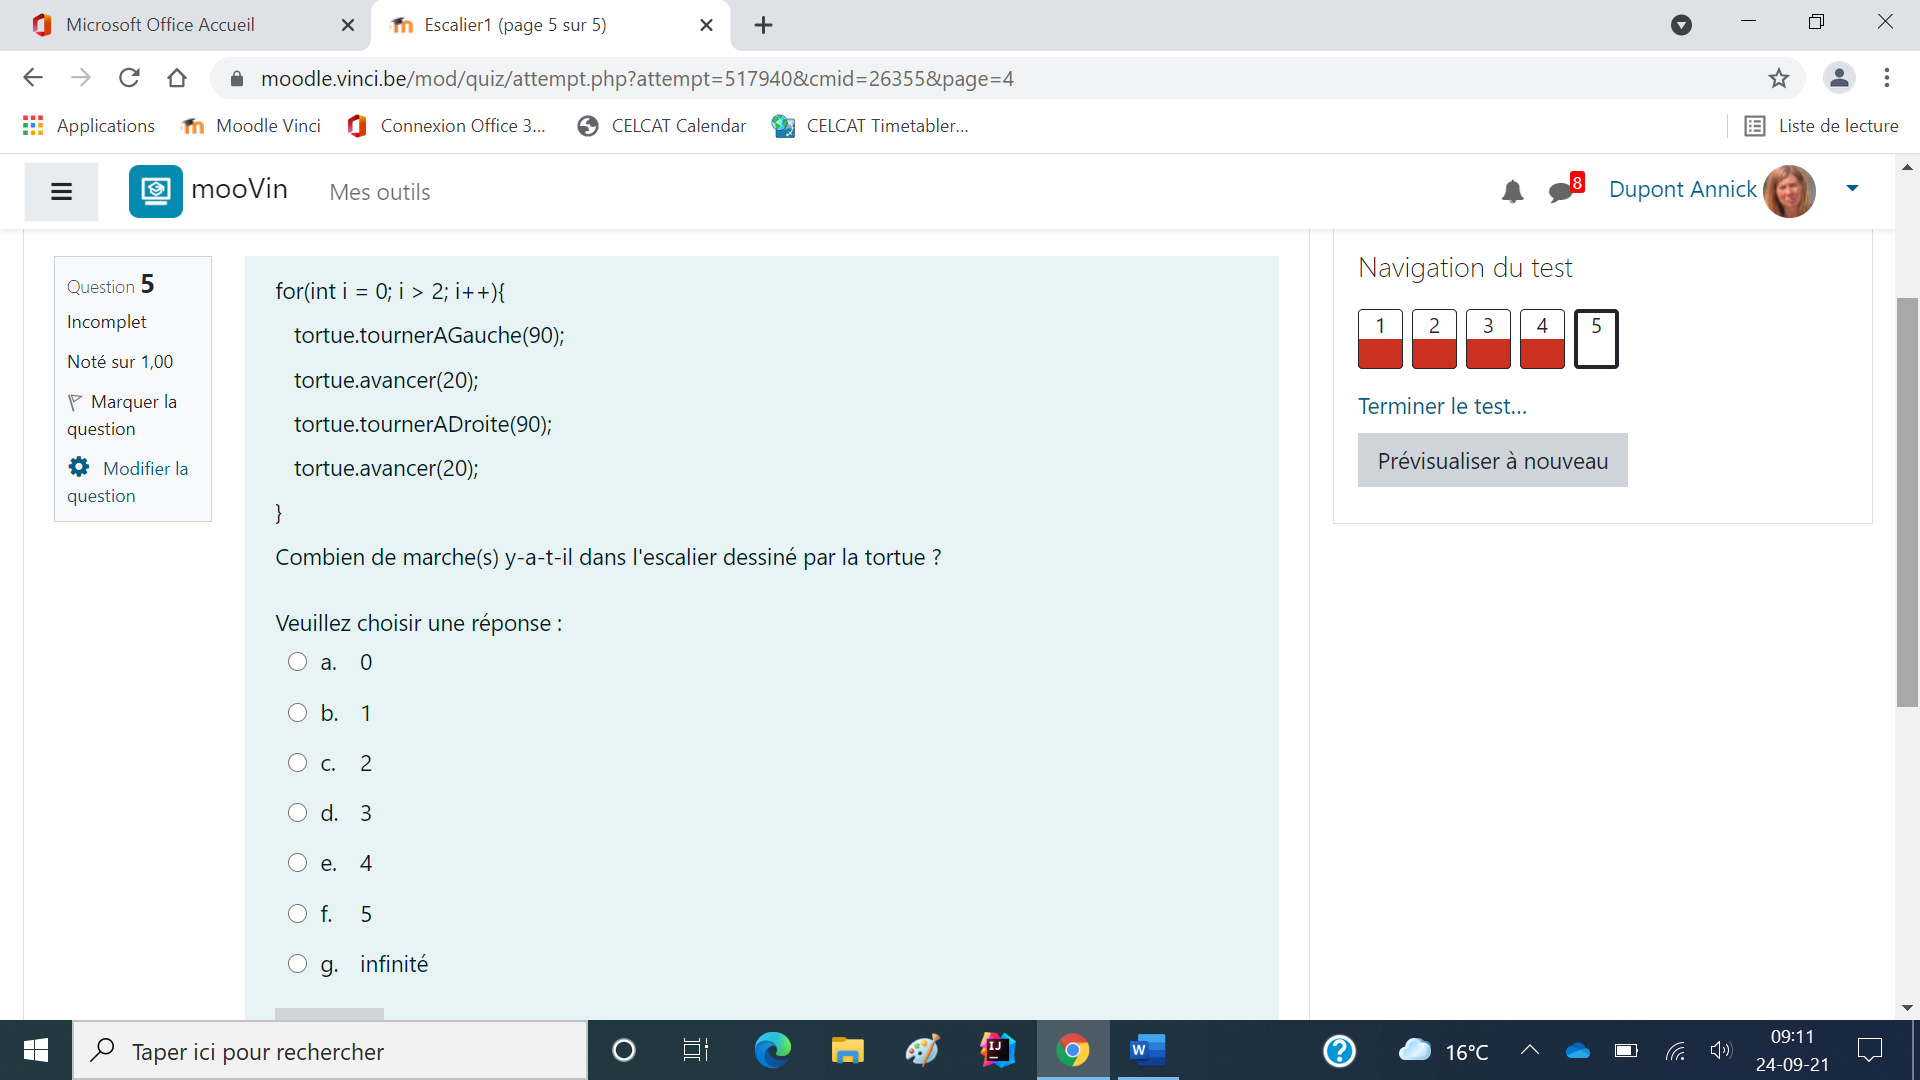 Microsoft Office Accueil
Escalier1 (page 5 sur 5)
moodle.vinci.be/mod/quiz/attempt.php?attempt=517940&cmid=26355&page=4
Applications
Moodle Vinci
Connexion Office 3...
CELCAT Calendar
CELCAT Timetabler...
Liste de lecture
mooVin
Mes outils
8
Dupont Annick
Question 5
Incomplet
Noté sur 1,00
Marquer la
question
Modifier la
question
for(int i = 0; i > 2; i++){
tortue.tournerAGauche(90);
tortue.avancer(20);
tortue.tournerADroite(90);
tortue.avancer(20);
}
Combien de marche(s) y-a-t-il dans l'escalier dessiné par la tortue ?
Veuillez choisir une réponse :
a. 0
b. 1
c. 2
d. 3
e. 4
f. 5
g. infinité
Navigation du test
1 2 3 4 5
Terminer le test...
Prévisualiser à nouveau
Taper ici pour rechercher
16°C
09:11
24-09-21